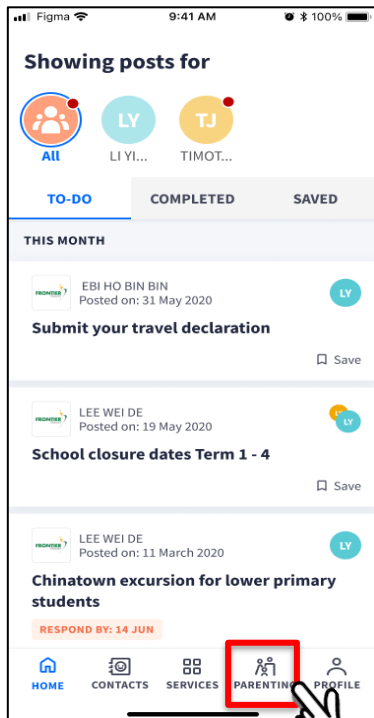 Figma 9:41 AM 100%
Showing posts for
LY TJ
All LI YI... TIMOT...
TO-DO COMPLETED SAVED
THIS MONTH
FRONTIER EBI HO BIN BIN LY
Posted on: 31 May 2020
Submit your travel declaration
Save
FRONTIER LEE WEI DE LY
Posted on: 19 May 2020
School closure dates Term 1 - 4
Save
FRONTIER LEE WEI DE LY
Posted on: 11 March 2020
Chinatown excursion for lower primary
students
RESPOND BY: 14 JUN
HOME CONTACTS SERVICES PARENTING PROFILE